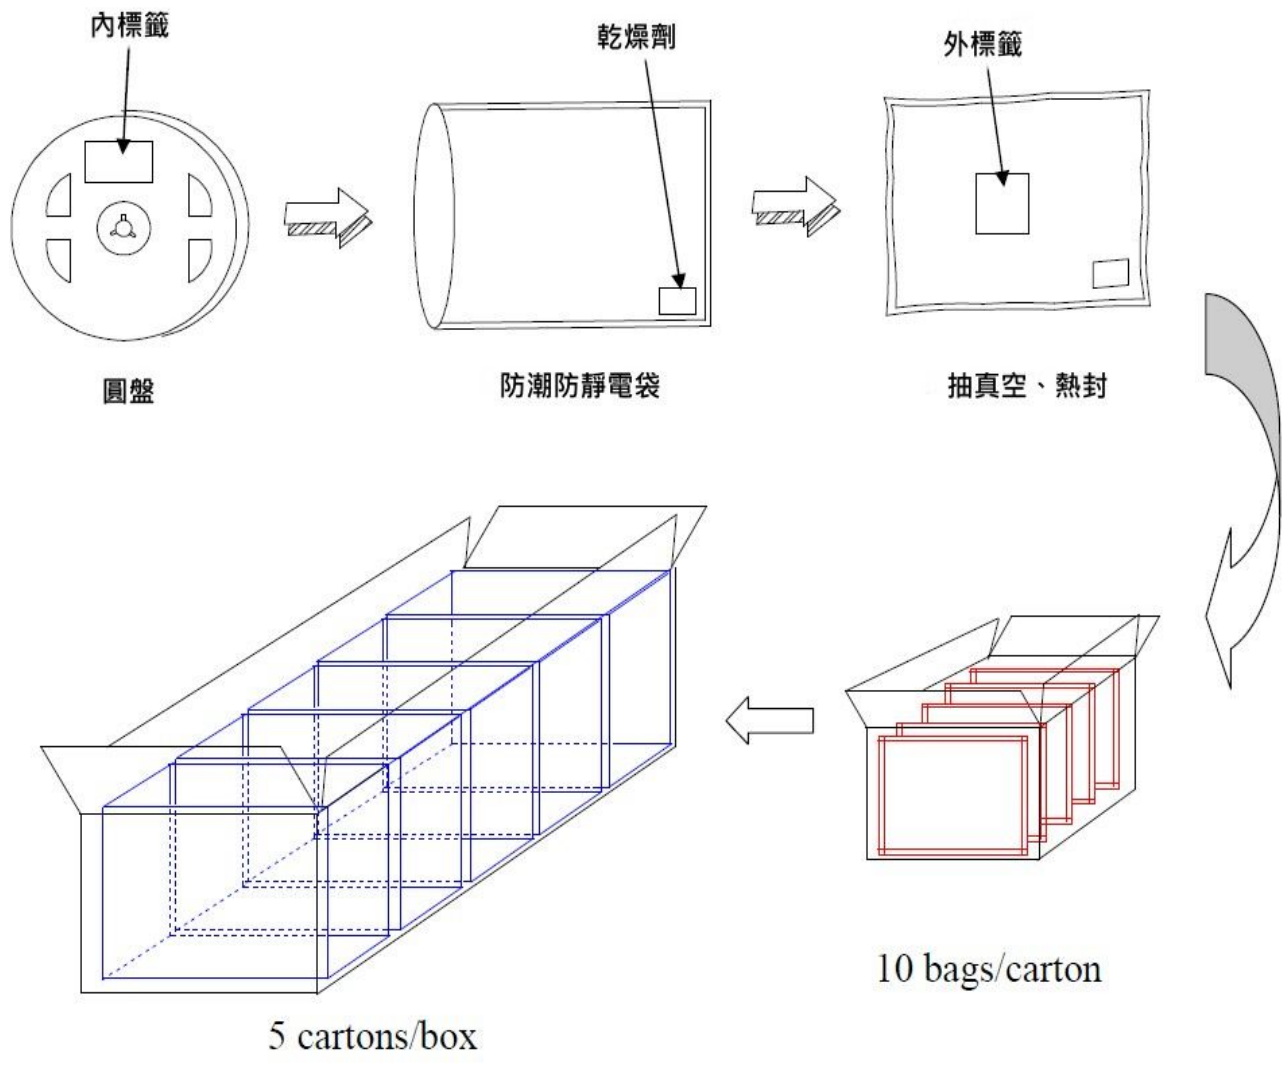 內標籤
乾燥劑
外標籤
圓盤
防潮防靜電袋
抽真空、熱封
10 bags/carton
5 cartons/box